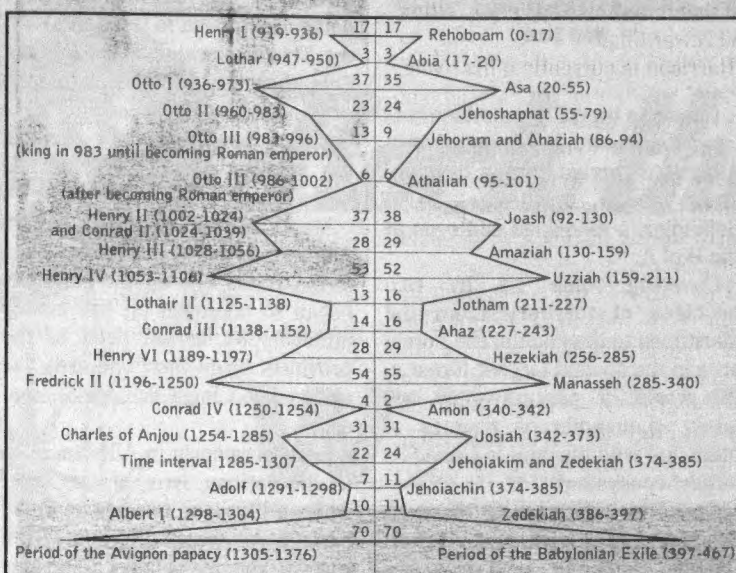 Henry I (919-936) 17 17 Rehoboam (0-17)
Lothar (947-950) 3 3 Abia (17-20)
Otto I (936-973) 37 35 Asa (20-55)
Otto II (960-983) 23 24 Jehoshaphat (55-79)
Otto III (983-996) 13 9 Jehoram and Ahaziah (86-94)
(king in 983 until becoming Roman emperor)
Otto III (986-1002) 6 6 Athaliah (95-101)
(after becoming Roman emperor)
Henry II (1002-1024) 37 38 Joash (92-130)
and Conrad II (1024-1039)
Henry III (1028-1056) 28 29 Amaziah (130-159)
Henry IV (1053-1106) 53 52 Uzziah (159-211)
Lothair II (1125-1138) 13 16 Jotham (211-227)
Conrad III (1138-1152) 14 16 Ahaz (227-243)
Henry VI (1189-1197) 28 29 Hezekiah (256-285)
Fredrick II (1196-1250) 54 55 Manasseh (285-340)
Conrad IV (1250-1254) 4 2 Amon (340-342)
Charles of Anjou (1254-1285) 31 31 Josiah (342-373)
Time interval 1285-1307 22 24 Jehoiakim and Zedekiah (374-385)
Adolf (1291-1298) 7 11 Jehoiachin (374-385)
Albert I (1298-1304) 10 11 Zedekiah (386-397)
70 70
Period of the Avignon papacy (1305-1376) Period of the Babylonian Exile (397-467)